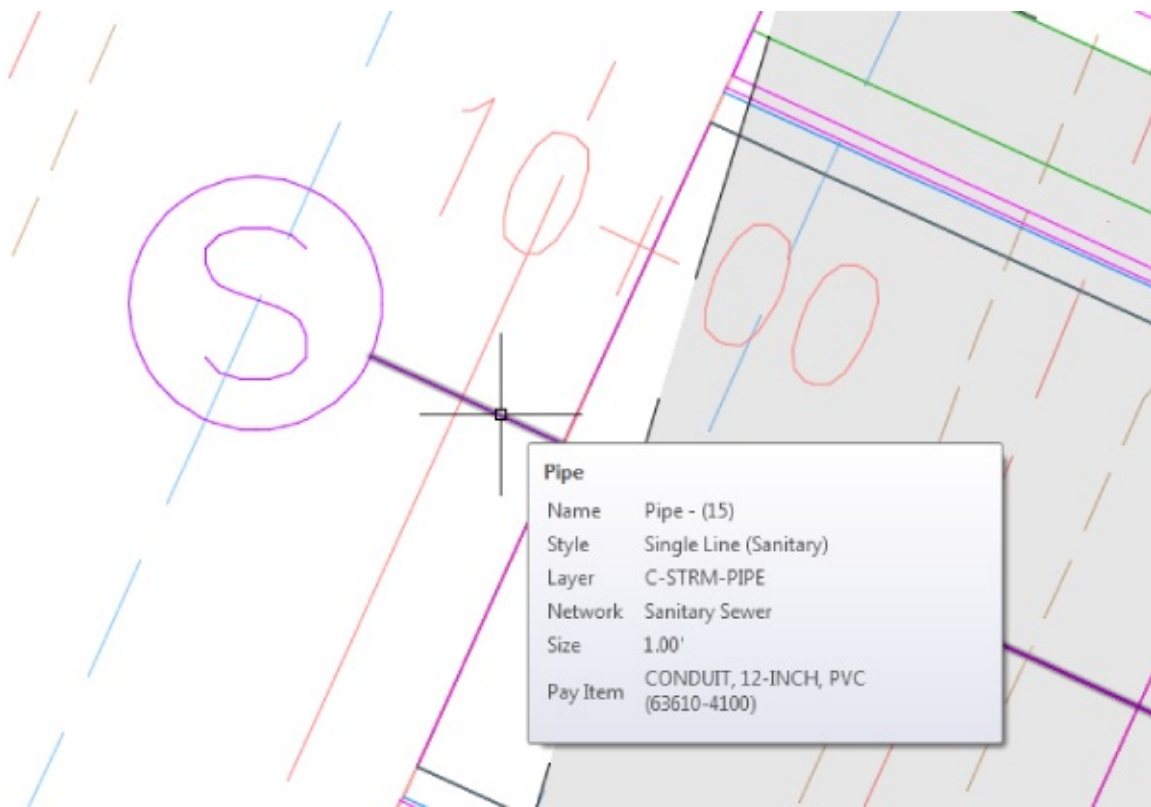 10+00
S
Pipe
Name Pipe - (15)
Style Single Line (Sanitary)
Layer C-STRM-PIPE
Network Sanitary Sewer
Size 1.00'
Pay Item CONDUIT, 12-INCH, PVC
(63610-4100)